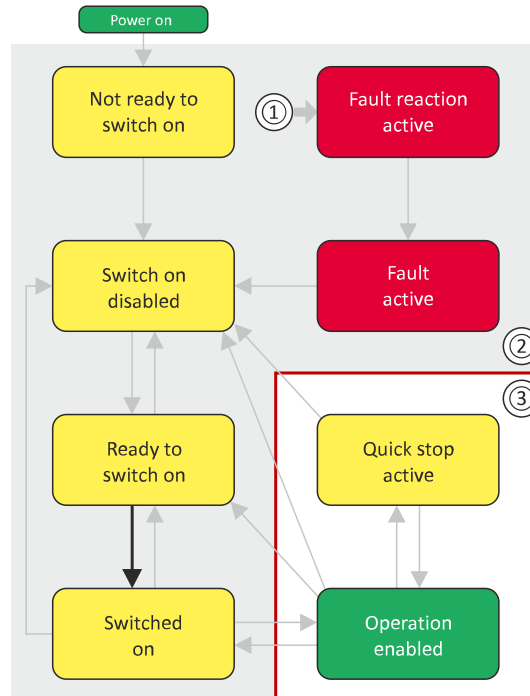 Power on
Not ready to
switch on
1
Fault reaction
active
Switch on
disabled
Fault
active
2
3
Ready to
switch on
Quick stop
active
Switched
on
Operation
enabled